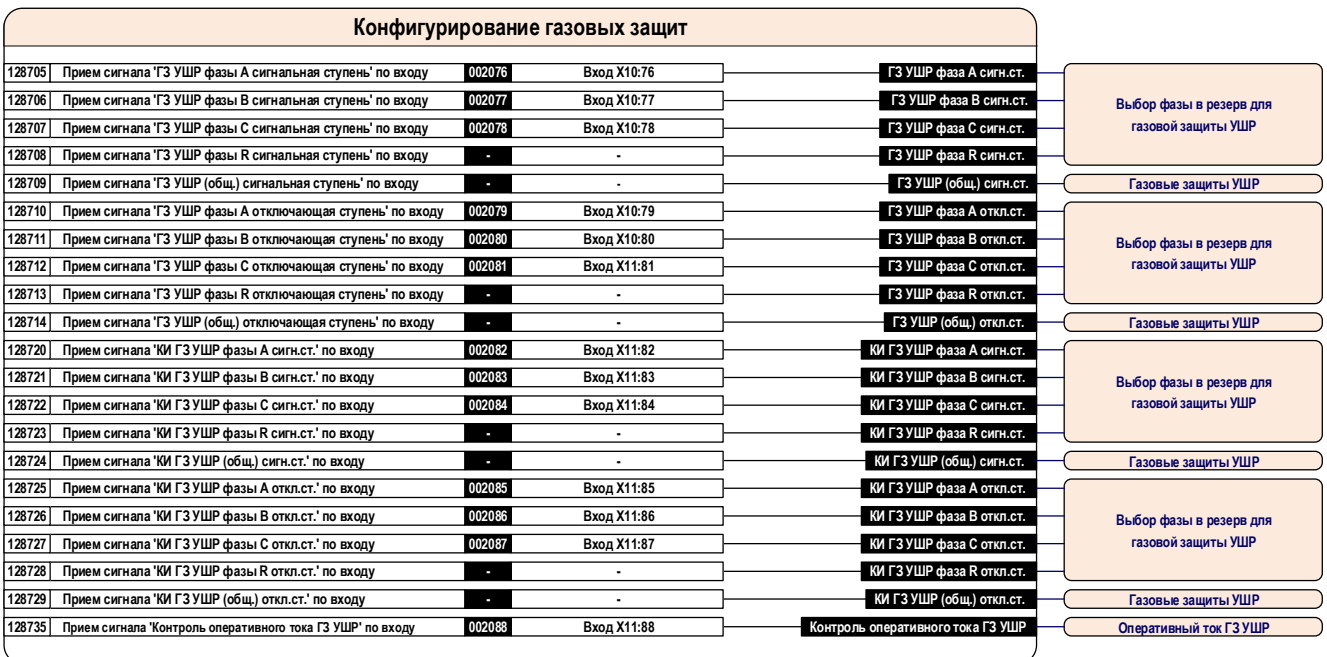 Конфигурирование газовых защит
128705 Прием сигнала 'ГЗ УШР фазы А сигнальная ступень' по входу 002076 Вход X10:76 ГЗ УШР фаза А сигн.ст.
128706 Прием сигнала 'ГЗ УШР фазы В сигнальная ступень' по входу 002077 Вход X10:77 ГЗ УШР фаза В сигн.ст.
Выбор фазы в резерв для
128707 Прием сигнала 'ГЗ УШР фазы С сигнальная ступень' по входу 002078 Вход X10:78 ГЗ УШР фаза С сигн.ст.
газовой защиты УШР
128708 Прием сигнала 'ГЗ УШР фазы R сигнальная ступень' по входу - - ГЗ УШР фаза R сигн.ст.
128709 Прием сигнала 'ГЗ УШР (общ.) сигнальная ступень' по входу - - ГЗ УШР (общ.) сигн.ст. Газовые защиты УШР
128710 Прием сигнала 'ГЗ УШР фазы А отключающая ступень' по входу 002079 Вход X10:79 ГЗ УШР фаза А откл.ст.
128711 Прием сигнала 'ГЗ УШР фазы В отключающая ступень' по входу 002080 Вход X10:80 ГЗ УШР фаза В откл.ст.
Выбор фазы в резерв для
128712 Прием сигнала 'ГЗ УШР фазы С отключающая ступень' по входу 002081 Вход X11:81 ГЗ УШР фаза С откл.ст.
газовой защиты УШР
128713 Прием сигнала 'ГЗ УШР фазы R отключающая ступень' по входу - - ГЗ УШР фаза R откл.ст.
128714 Прием сигнала 'ГЗ УШР (общ.) отключающая ступень' по входу - - ГЗ УШР (общ.) откл.ст. Газовые защиты УШР
128720 Прием сигнала 'КИ ГЗ УШР фазы А сигн.ст.' по входу 002082 Вход X11:82 КИ ГЗ УШР фаза А сигн.ст.
128721 Прием сигнала 'КИ ГЗ УШР фазы В сигн.ст.' по входу 002083 Вход X11:83 КИ ГЗ УШР фаза В сигн.ст.
Выбор фазы в резерв для
128722 Прием сигнала 'КИ ГЗ УШР фазы С сигн.ст.' по входу 002084 Вход X11:84 КИ ГЗ УШР фаза С сигн.ст.
газовой защиты УШР
128723 Прием сигнала 'КИ ГЗ УШР фазы R сигн.ст.' по входу - - КИ ГЗ УШР фаза R сигн.ст.
128724 Прием сигнала 'КИ ГЗ УШР (общ.) сигн.ст.' по входу - - КИ ГЗ УШР (общ.) сигн.ст. Газовые защиты УШР
128725 Прием сигнала 'КИ ГЗ УШР фазы А откл.ст.' по входу 002085 Вход X11:85 КИ ГЗ УШР фаза А откл.ст.
128726 Прием сигнала 'КИ ГЗ УШР фазы В откл.ст.' по входу 002086 Вход X11:86 КИ ГЗ УШР фаза В откл.ст.
Выбор фазы в резерв для
128727 Прием сигнала 'КИ ГЗ УШР фазы С откл.ст.' по входу 002087 Вход X11:87 КИ ГЗ УШР фаза С откл.ст.
газовой защиты УШР
128728 Прием сигнала 'КИ ГЗ УШР фазы R откл.ст.' по входу - - КИ ГЗ УШР фаза R откл.ст.
128729 Прием сигнала 'КИ ГЗ УШР (общ.) откл.ст.' по входу - - КИ ГЗ УШР (общ.) откл.ст. Газовые защиты УШР
128735 Прием сигнала 'Контроль оперативного тока ГЗ УШР' по входу 002088 Вход X11:88 Контроль оперативного тока ГЗ УШР Оперативный ток ГЗ УШР